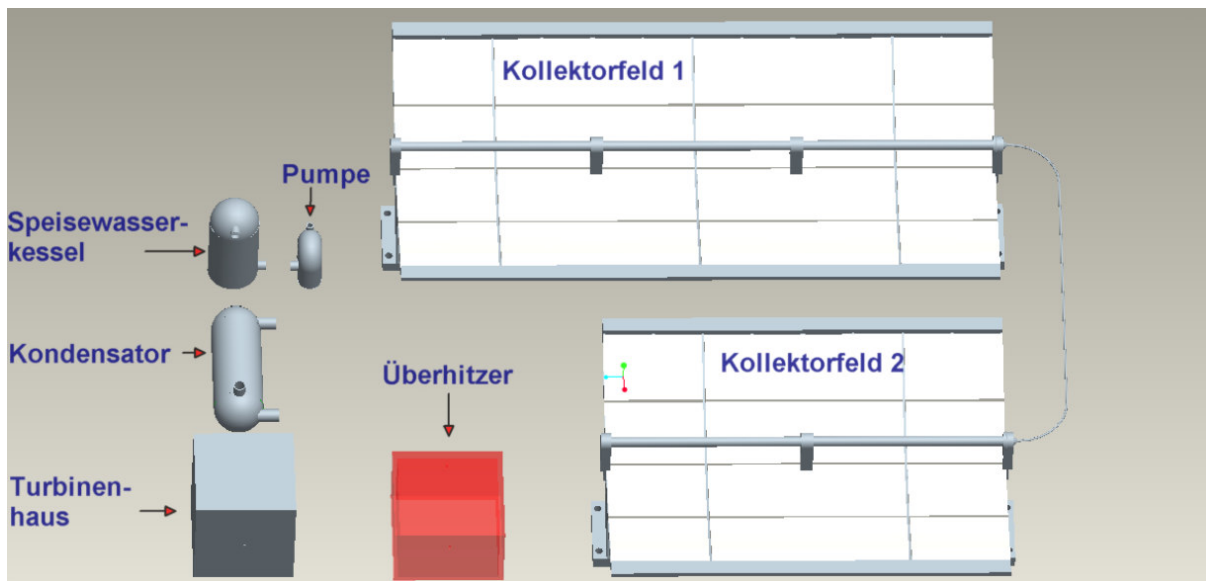 Kollektorfeld 1
Pumpe
Speisewasser-
kessel
Kondensator
Überhitzer
Kollektorfeld 2
Turbinen-
haus